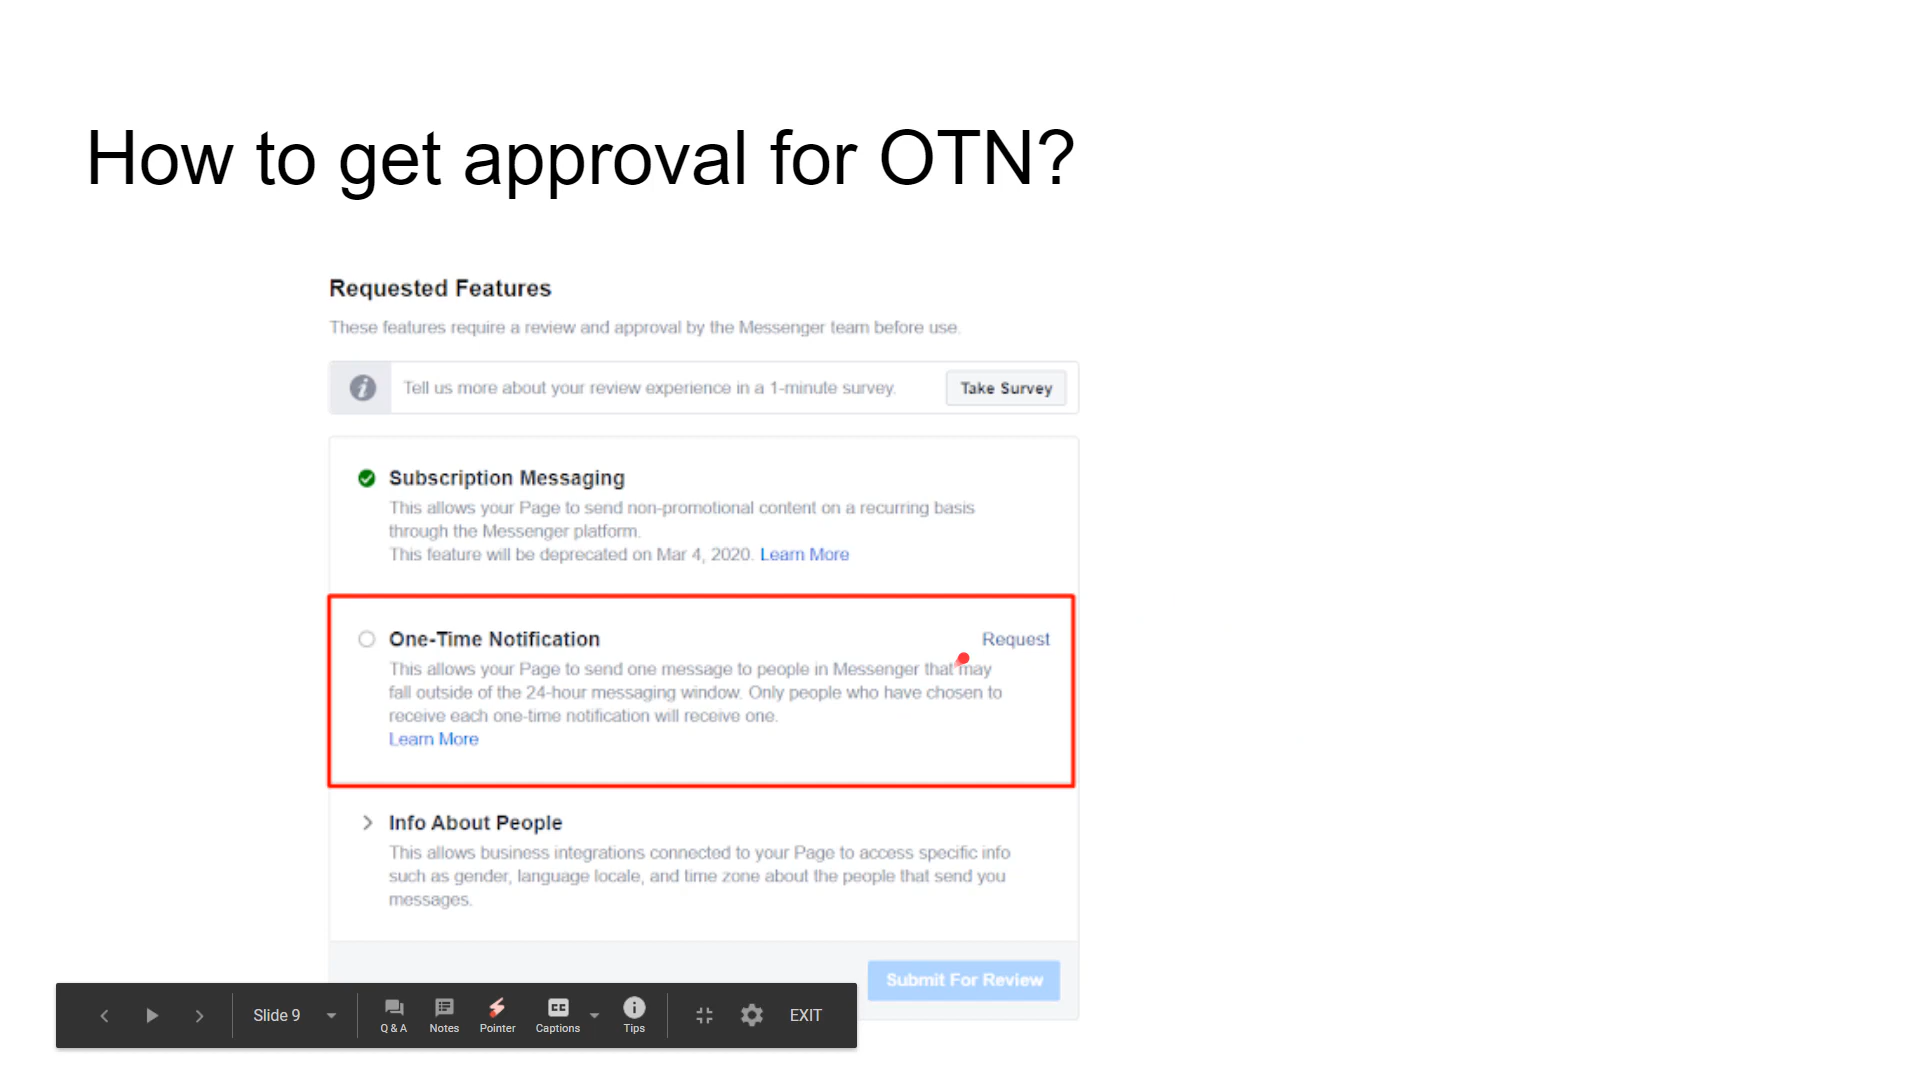 How to get approval for OTN?
Requested Features
These features require a review and approval by the Messenger team before use.
Tell us more about your review experience in a 1-minute survey.
Take Survey
Subscription Messaging
This allows your Page to send non-promotional content on a recurring basis
through the Messenger platform.
This feature will be deprecated on Mar 4, 2020. Learn More
One-Time Notification
Request
This allows your Page to send one message to people in Messenger that may
fall outside of the 24-hour messaging window. Only people who have chosen to
receive each one-time notification will receive one.
Learn More
Info About People
This allows business integrations connected to your Page to access specific info
such as gender, language locale, and time zone about the people that send you
messages.
Submit For Review
Slide 9
Q & A
Notes
Pointer
CC
Captions
Tips
EXIT